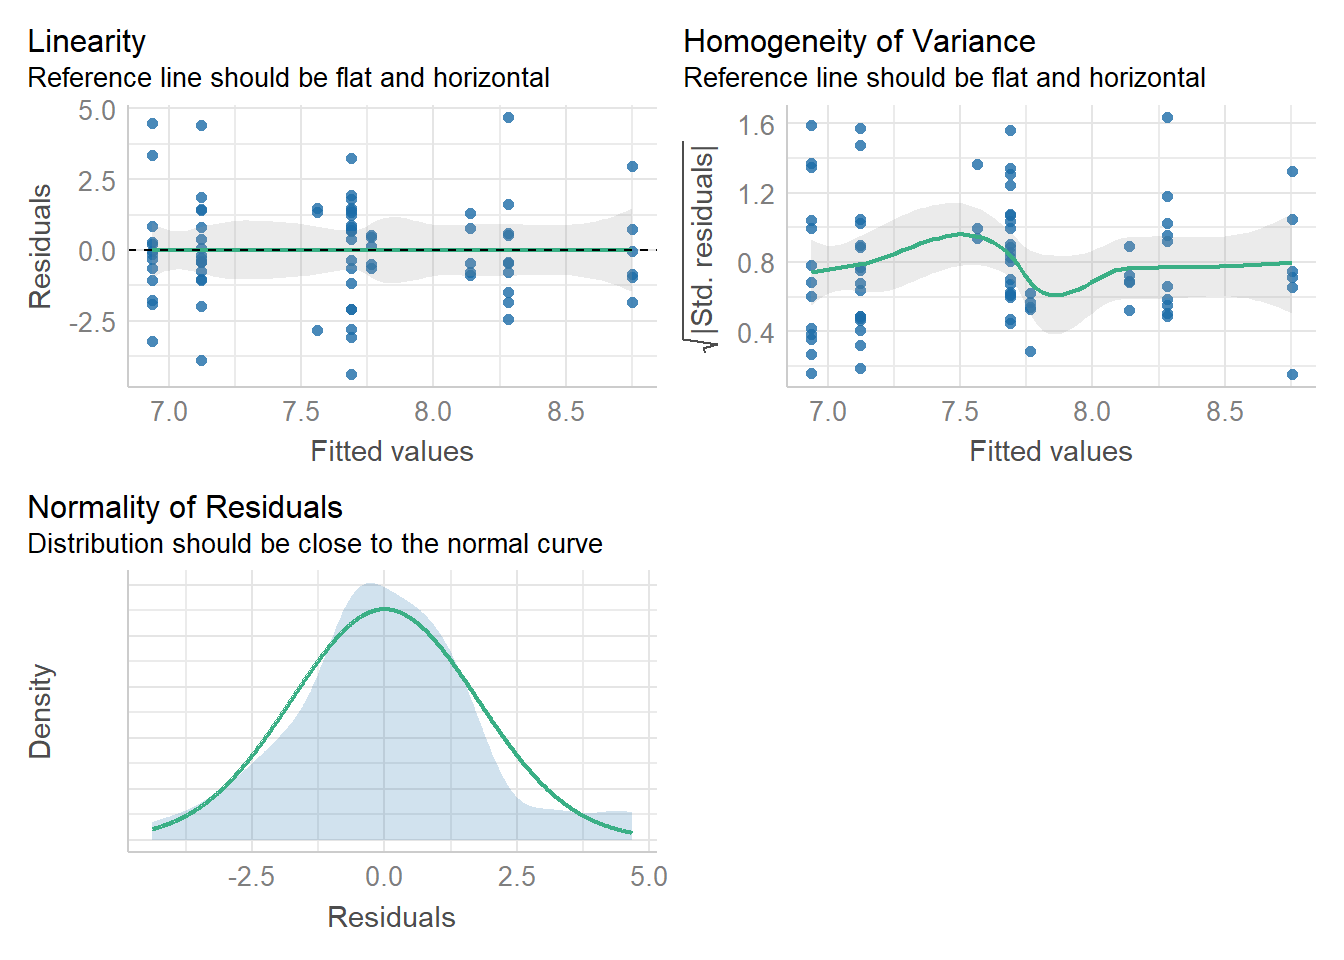 Linearity
Reference line should be flat and horizontal
5.0
2.5
0.0
-2.5
Residuals
7.0 7.5 8.0 8.5
Fitted values
Homogeneity of Variance
Reference line should be flat and horizontal
1.6
1.2
0.8
0.4
√|Std. residuals|
7.0 7.5 8.0 8.5
Fitted values
Normality of Residuals
Distribution should be close to the normal curve
Density
-2.5 0.0 2.5 5.0
Residuals